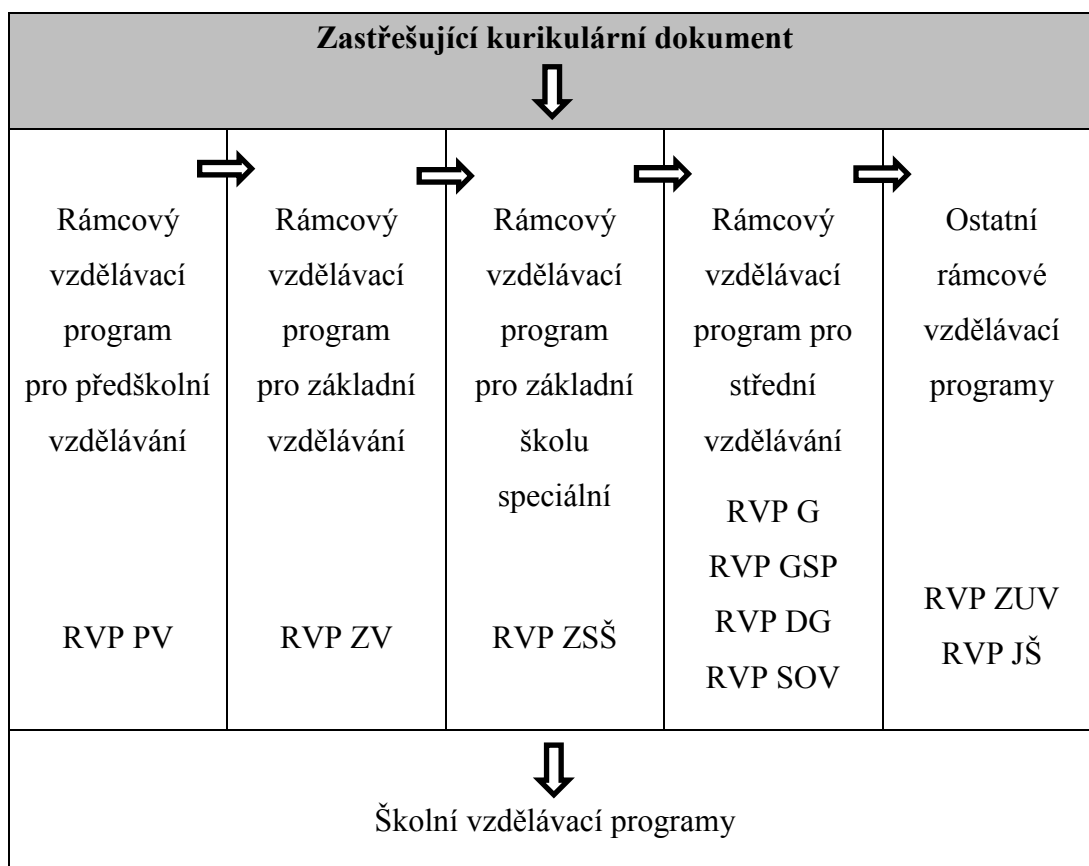 Zastřešující kurikulární dokument
Rámcový
vzdělávací
program
pro předškolní
vzdělávání
RVP PV
Rámcový
vzdělávací
program
pro základní
vzdělávání
RVP ZV
Rámcový
vzdělávací
program
pro základní
školu
speciální
RVP ZSŠ
Rámcový
vzdělávací
program pro
střední
vzdělávání
RVP G
RVP GSP
RVP DG
RVP SOV
Ostatní
rámcové
vzdělávací
programy
RVP ZUV
RVP JŠ
Školní vzdělávací programy